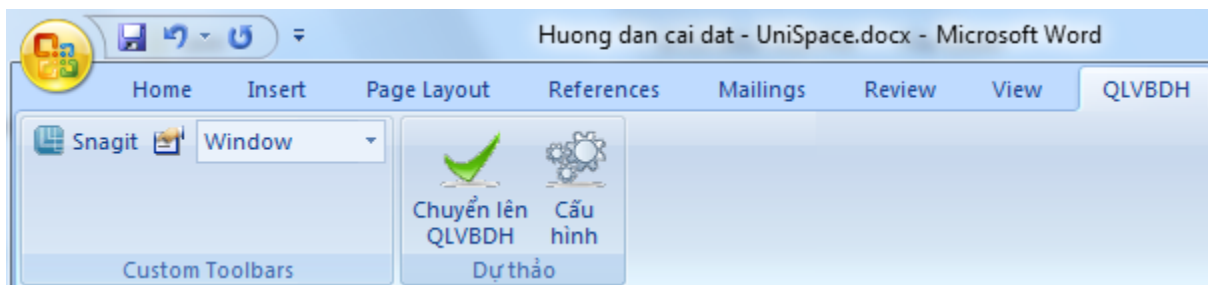 Huong dan cai dat - UniSpace.docx - Microsoft Word
Home Insert Page Layout References Mailings Review View QLVBDH
Snagit Window
Chuyển lên
QLVBDH
Cấu
hình
Custom Toolbars
Dự thảo